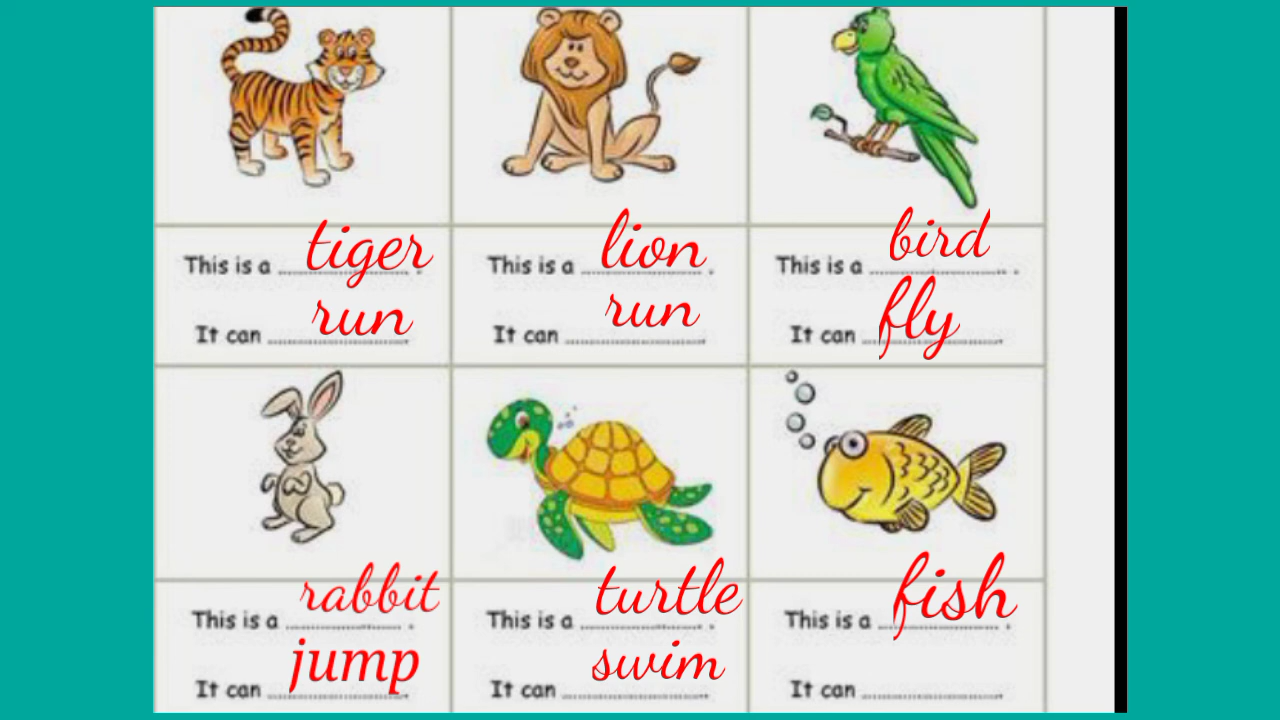 This is a tiger. This is a lion. This is a bird.
It can run. It can run. It can fly.
This is a rabbit. This is a turtle. This is a fish.
It can jump. It can swim. It can ...............